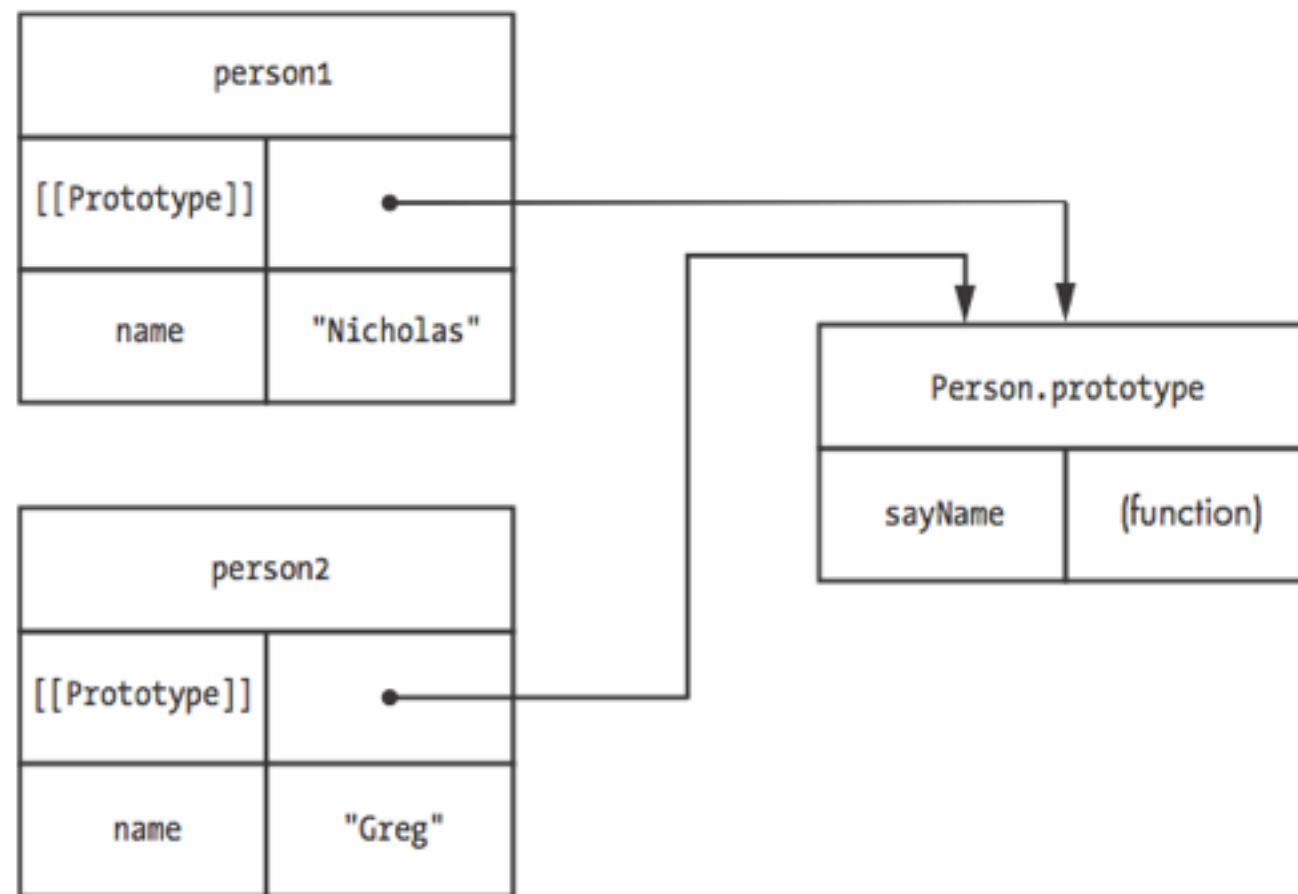 person1
[[Prototype]]
name "Nicholas"
Person.prototype
sayName (function)
person2
[[Prototype]]
name "Greg"